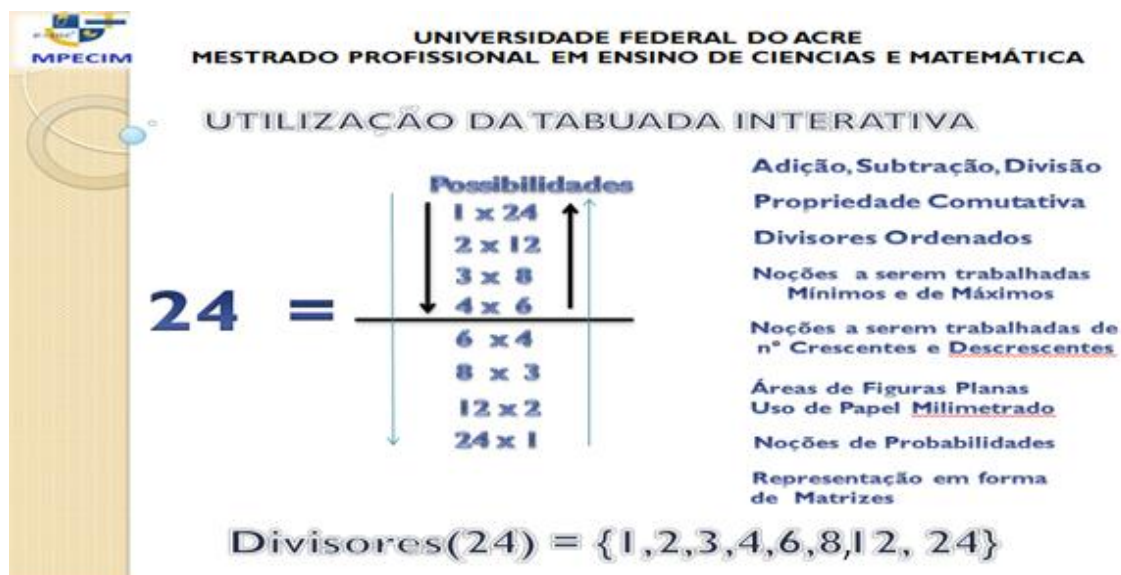 MPECIM
UNIVERSIDADE FEDERAL DO ACRE
MESTRADO PROFISSIONAL EM ENSINO DE CIENCIAS E MATEMÁTICA
UTILIZAÇÃO DA TABUADA INTERATIVA
24 =
Possibilidades
1 x 24
2 x 12
3 x 8
4 x 6
6 x 4
8 x 3
12 x 2
24 x 1
Adição, Subtração, Divisão
Propriedade Comutativa
Divisores Ordenados
Noções a serem trabalhadas
Mínimos e de Máximos
Noções a serem trabalhadas de
n° Crescentes e Descrescentes
Áreas de Figuras Planas
Uso de Papel Milimetrado
Noções de Probabilidades
Representação em forma
de Matrizes
Divisores(24) = {1,2,3,4,6,8,12, 24}